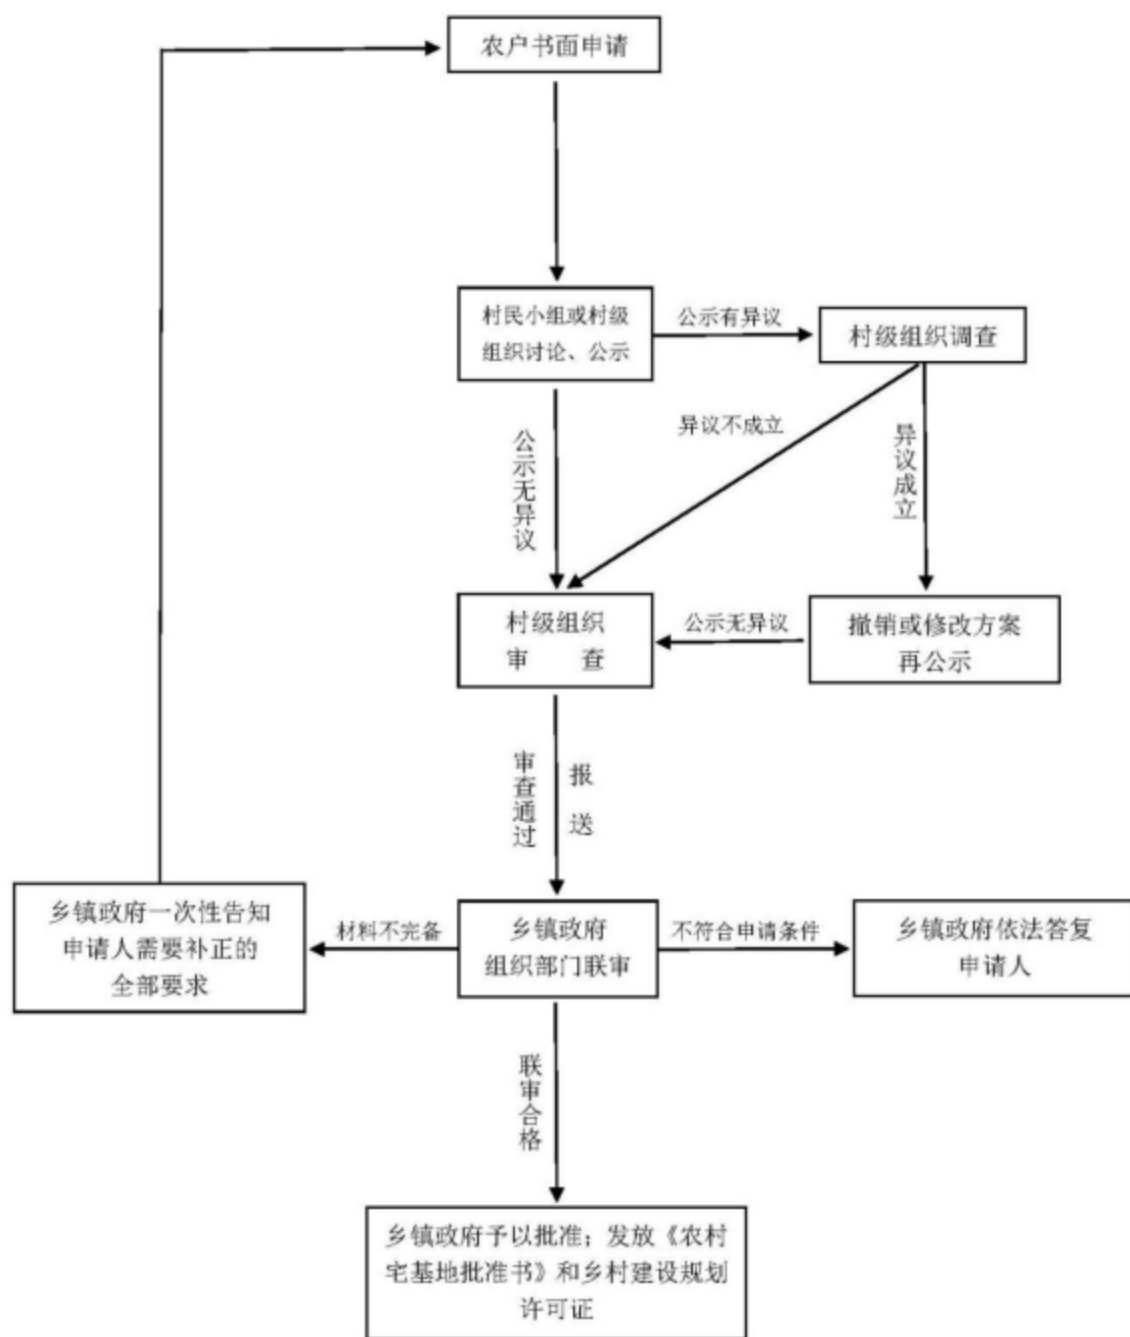 农户书面申请
村民小组或村级
组织讨论、公示
公示有异议
村级组织调查
公示无异议
异议不成立
异议成立
村级组织
审 查
公示无异议
撤销或修改方案
再公示
审查通过
报送
乡镇政府一次性告知
申请人需要补正的
全部要求
材料不完备
乡镇政府
组织部门联审
不符合申请条件
乡镇政府依法答复
申请人
联审合格
乡镇政府予以批准；发放《农村
宅基地批准书》和乡村建设规划
许可证